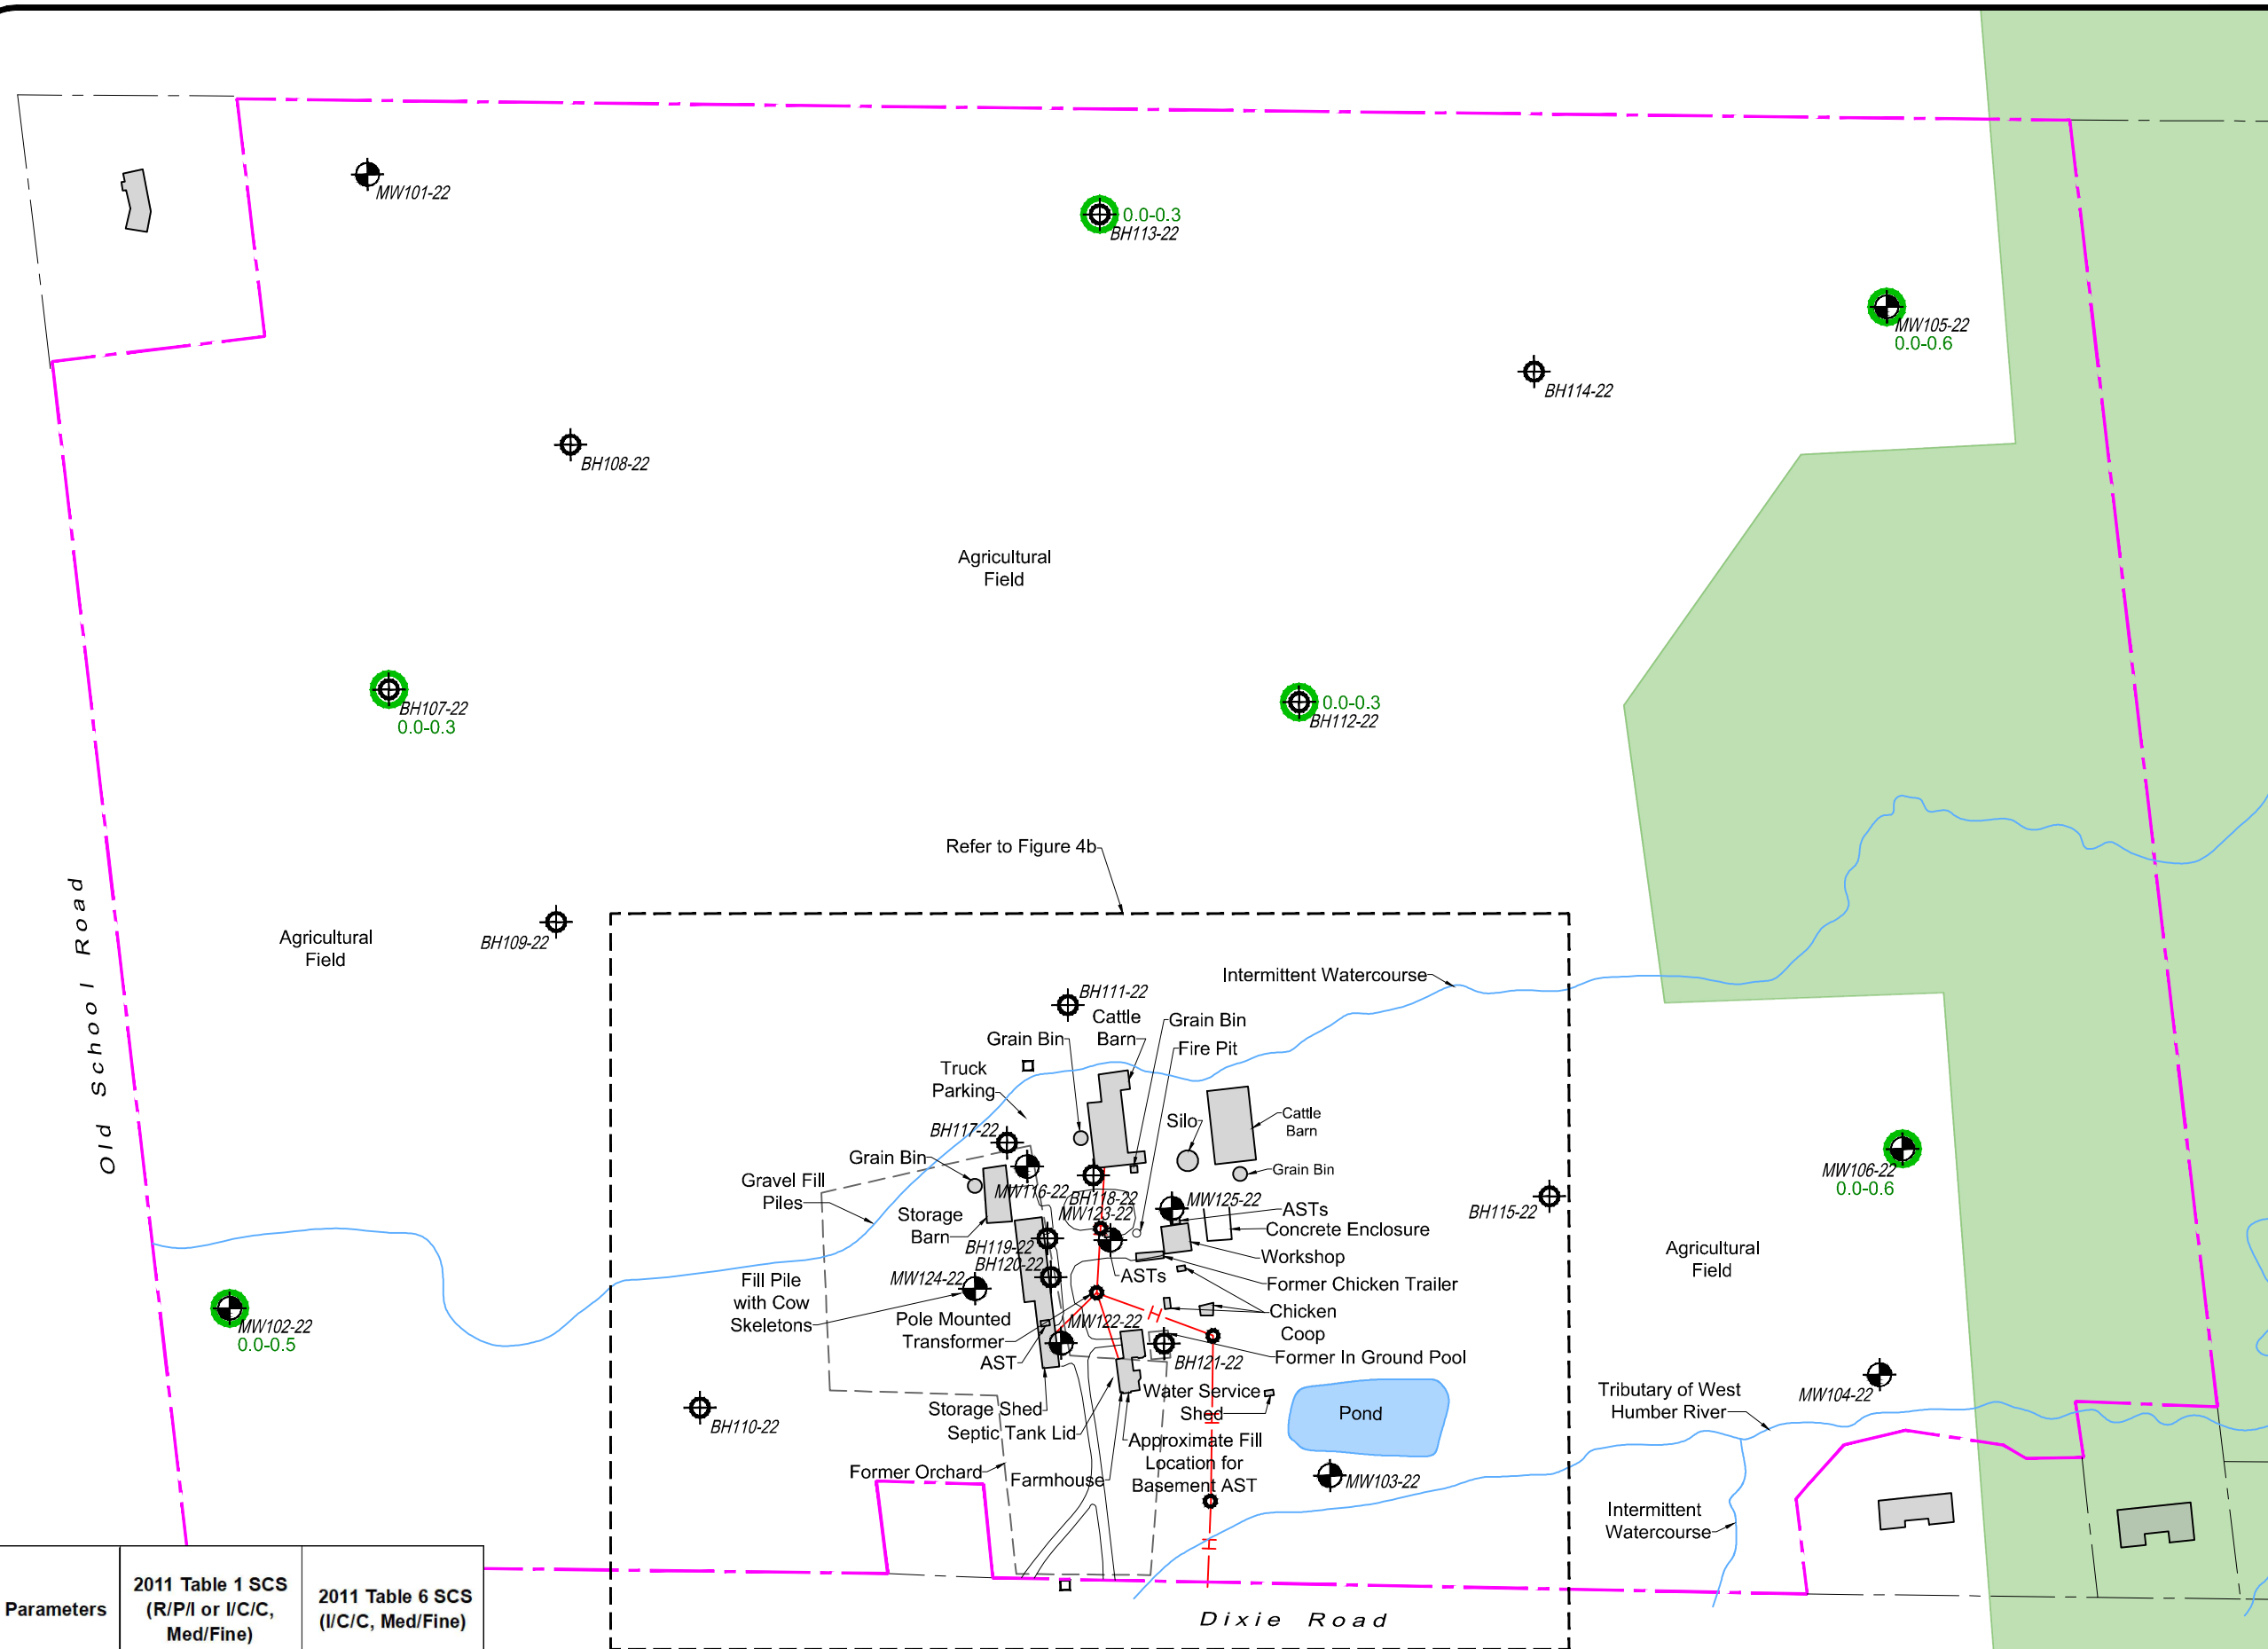 MW101-22
0.0-0.3
BH113-22
MW105-22
0.0-0.6
BH114-22
BH108-22
Agricultural
Field
BH107-22
0.0-0.3
0.0-0.3
BH112-22
Refer to Figure 4b
Old School Road
Agricultural
Field
BH109-22
Intermittent Watercourse
BH111-22
Cattle
Barn
Grain Bin
Grain Bin
Fire Pit
Truck
Parking
Silo
Cattle
Barn
BH117-22
Grain Bin
Grain Bin
Gravel Fill
Piles
MW116-22
BH118-22
MW125-22
MW106-22
0.0-0.6
Storage
Barn
MW123-22
ASTs
Concrete Enclosure
BH115-22
BH119-22
Workshop
Agricultural
Field
BH120-22
MW124-22
ASTs
Former Chicken Trailer
Fill Pile
with Cow
Skeletons
Chicken
Coop
Pole Mounted
Transformer
MW122-22
MW102-22
0.0-0.5
AST
BH121-22
Former In Ground Pool
Water Service
Shed
Pond
Tributary of West
Humber River
MW104-22
BH110-22
Storage Shed
Septic Tank Lid
Approximate Fill
Location for
Basement AST
Former Orchard
Farmhouse
MW103-22
Intermittent
Watercourse
Dixie Road
Parameters
2011 Table 1 SCS
(R/P/I or I/C/C,
Med/Fine)
2011 Table 6 SCS
(I/C/C, Med/Fine)